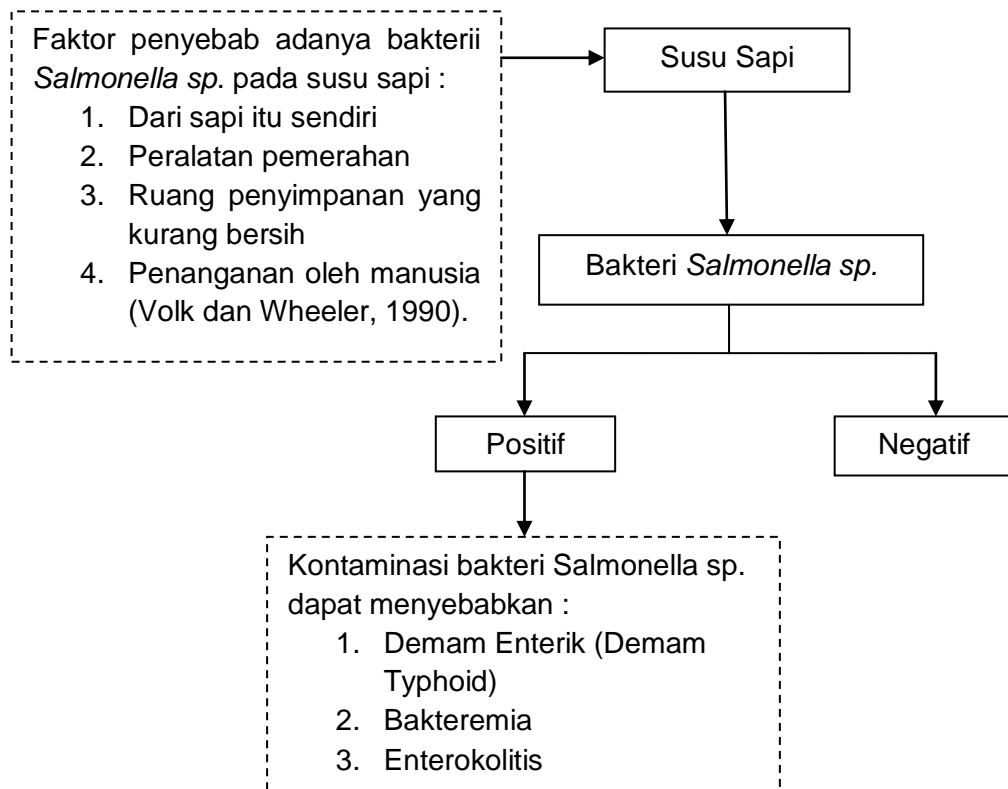 Faktor penyebab adanya bakterii
Salmonella sp. pada susu sapi :
1. Dari sapi itu sendiri
2. Peralatan pemerahan
3. Ruang penyimpanan yang
kurang bersih
4. Penanganan oleh manusia
(Volk dan Wheeler, 1990).
Susu Sapi
Bakteri Salmonella sp.
Positif
Negatif
Kontaminasi bakteri Salmonella sp.
dapat menyebabkan :
1. Demam Enterik (Demam
Typhoid)
2. Bakteremia
3. Enterokolitis